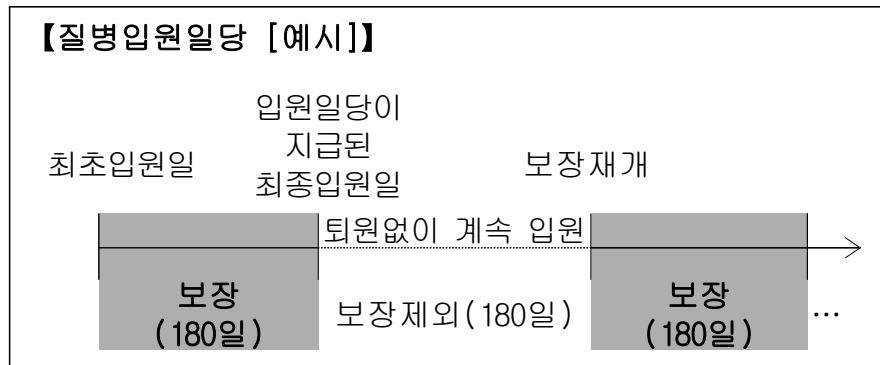 【질병입원일당 [예시]】
최초입원일
입원일당이
지급된
최종입원일
보장재개
퇴원없이 계속 입원
보장
(180일)
보장제외(180일)
보장
(180일)
…